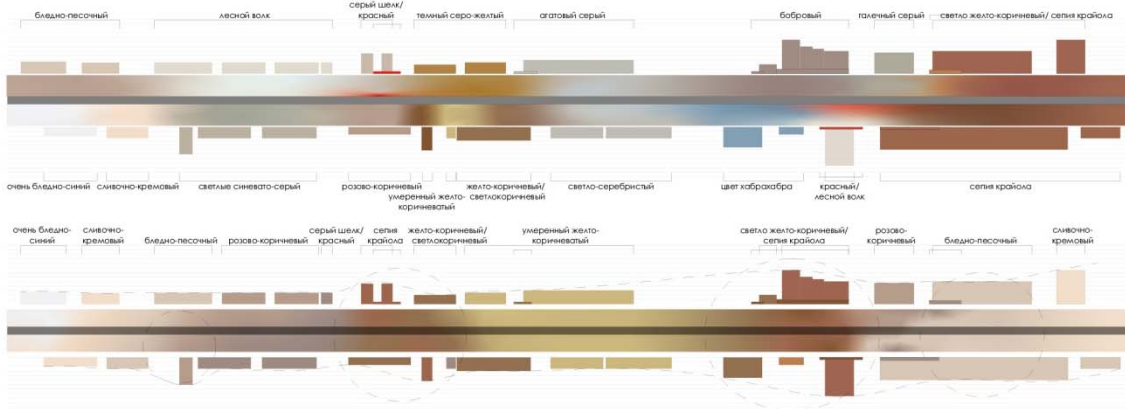 бледно-песочный
лесной волк
серый шелк/
красный
темный серо-желтый
агатовый серый
бобровый
галечный серый
светло желто-коричневый/ сепия крайола
очень бледно-синий
сливочно-кремовый
светлые синевато-серый
розово-коричневый
умеренный желто-
коричневатый
желто-коричневый/
светлокоричневый
светло-серебристый
цвет хабрахабра
красный/
лесной волк
сепия крайола
очень бледно-
синий
сливочно-
кремовый
бледно-песочный
розово-коричневый
серый шелк/
красный
сепия
крайола
желто-коричневый/
светлокоричневый
умеренный желто-
коричневатый
светло желто-коричневый/
сепия крайола
розово-
коричневый
бледно-песочный
сливочно-
кремовый